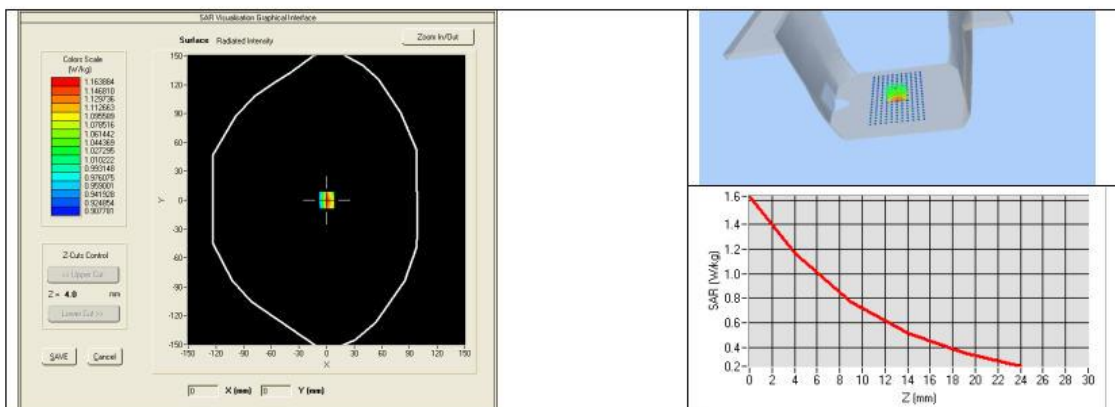 SAR Visualisation Graphical Interface
Surface Radiated Intensity
Zoom In/Out
Colors Scale
(W/kg)
1.163884
1.146810
1.129736
1.112663
1.095589
1.078516
1.061442
1.044369
1.027295
1.010222
0.993148
0.976075
0.959001
0.941928
0.924854
0.907781
150
120
90
60
30
0
-30
-60
-90
-120
-150
Y
-150 -120 -90 -60 -30 0 30 60 90 120 150
X
Z-Cuts Control
<< Upper Cut
Z = 4.0 mm
Lower Cut >>
SAVE Cancel
0 X (mm) 0 Y (mm)
SAR (W/kg)
1.6
1.4
1.2
1.0
0.8
0.6
0.4
0.2
0 2 4 6 8 10 12 14 16 18 20 22 24 26 28 30
Z (mm)